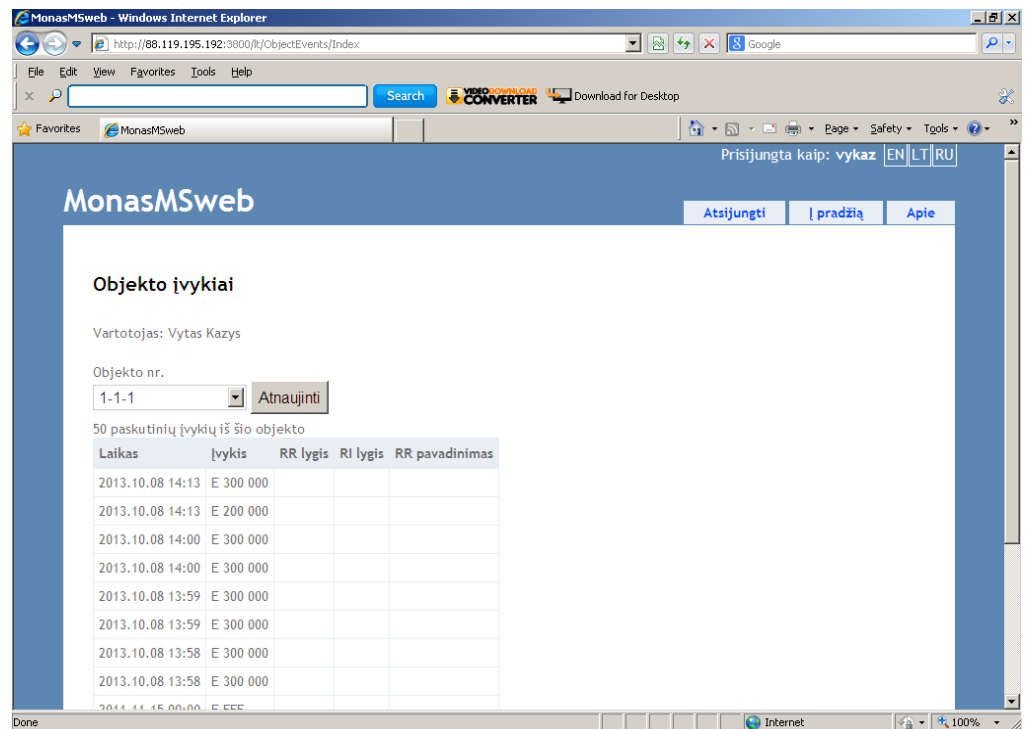 MonasMSweb - Windows Internet Explorer
http://88.119.195.192:3800/lt/ObjectEvents/Index
Google
File Edit View Favorites Tools Help
x Search VIDEO DOWNLOAD CONVERTER Download for Desktop
Favorites MonasMSweb Page Safety Tools
Prisijungta kaip: vykaz EN LT RU
MonasMSweb
Atsijungti Į pradžią Apie
Objekto įvykiai
Vartotojas: Vytas Kazys
Objekto nr.
1-1-1 Atnaujinti
50 paskutinių įvykių iš šio objekto
Laikas Įvykis RR lygis RI lygis RR pavadinimas
2013.10.08 14:13 E 300 000
2013.10.08 14:13 E 200 000
2013.10.08 14:00 E 300 000
2013.10.08 14:00 E 300 000
2013.10.08 13:59 E 300 000
2013.10.08 13:59 E 300 000
2013.10.08 13:58 E 300 000
2013.10.08 13:58 E 300 000
Done Internet 100%